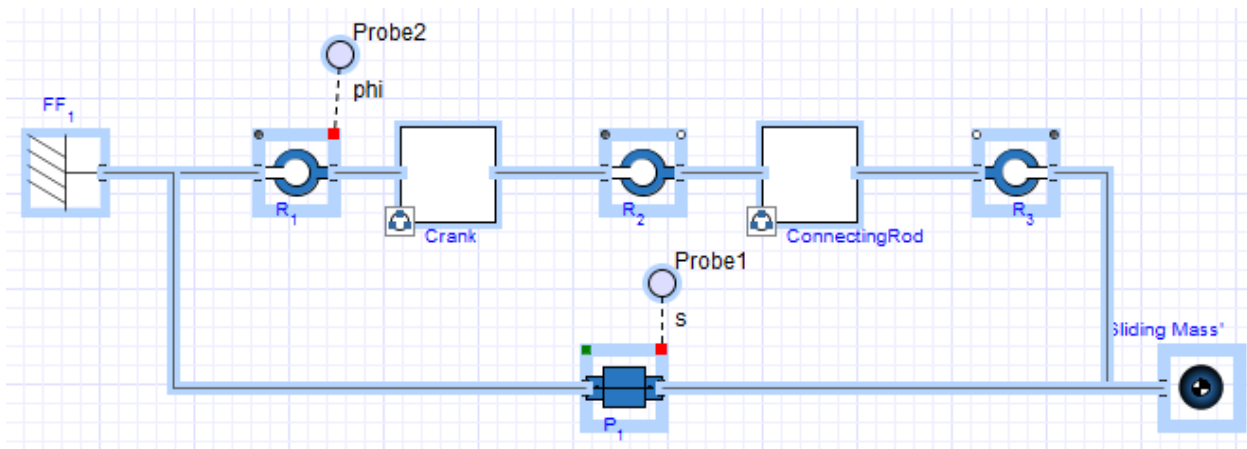 Probe2
phi
FF1
R1
Crank
R2
ConnectingRod
R3
Probe1
s
Sliding Mass'
P1